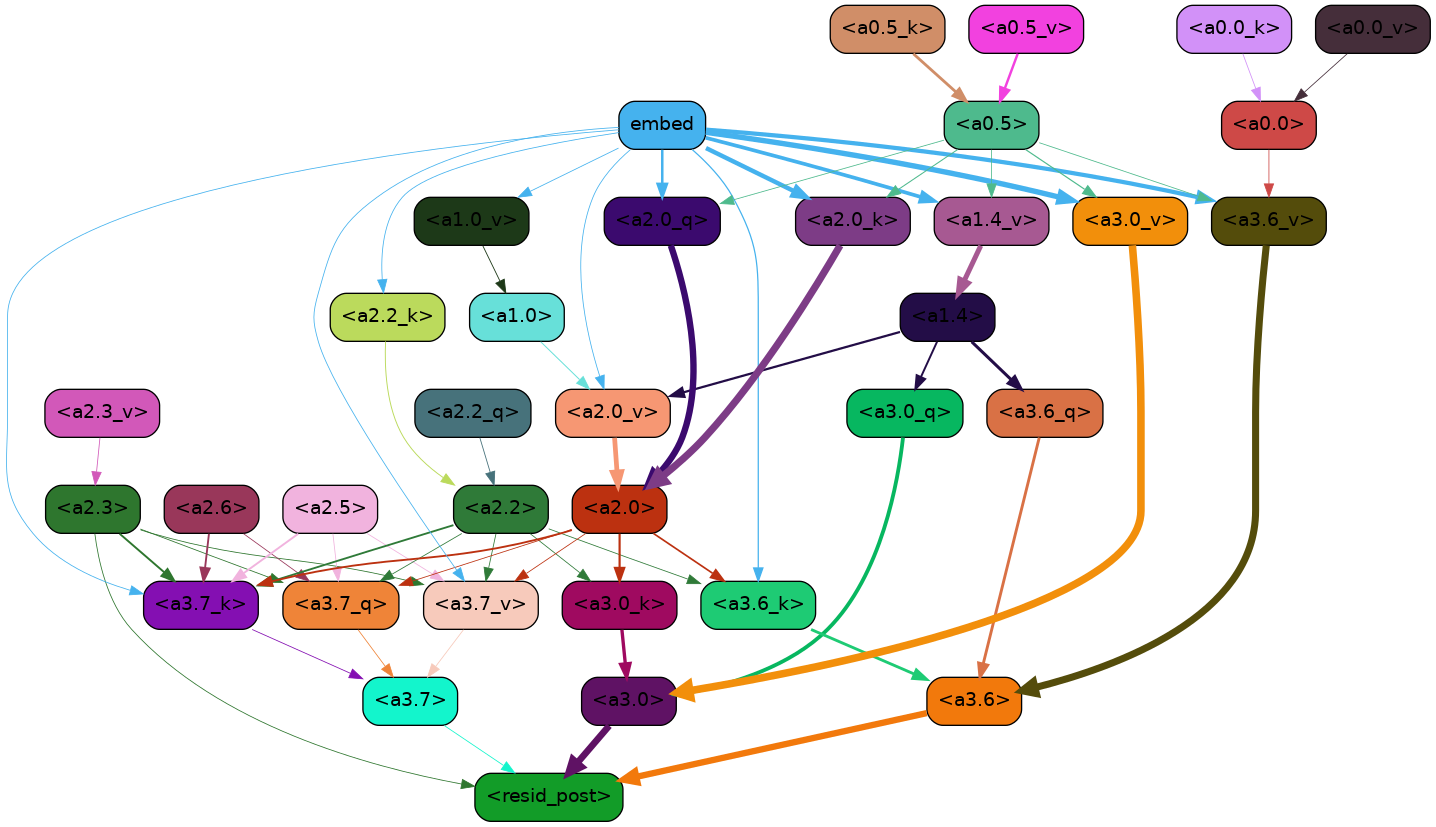 <a0.5_k> <a0.5_v> <a0.0_k> <a0.0_v>
embed <a0.5> <a0.0>
<a1.0_v> <a2.0_q> <a2.0_k> <a1.4_v> <a3.0_v> <a3.6_v>
<a2.2_k> <a1.0> <a1.4>
<a2.3_v> <a2.2_q> <a2.0_v> <a3.0_q> <a3.6_q>
<a2.3> <a2.6> <a2.5> <a2.2> <a2.0>
<a3.7_k> <a3.7_q> <a3.7_v> <a3.0_k> <a3.6_k>
<a3.7> <a3.0> <a3.6>
<resid_post>